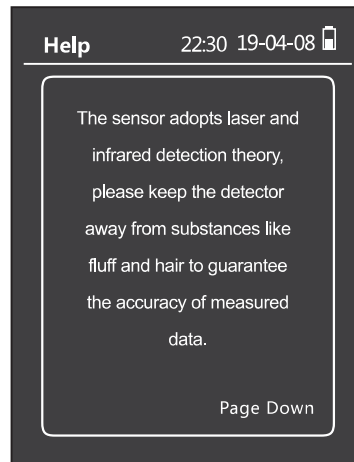 Help 22:30 19-04-08
The sensor adopts laser and
infrared detection theory,
please keep the detector
away from substances like
fluff and hair to guarantee
the accuracy of measured
data.
Page Down